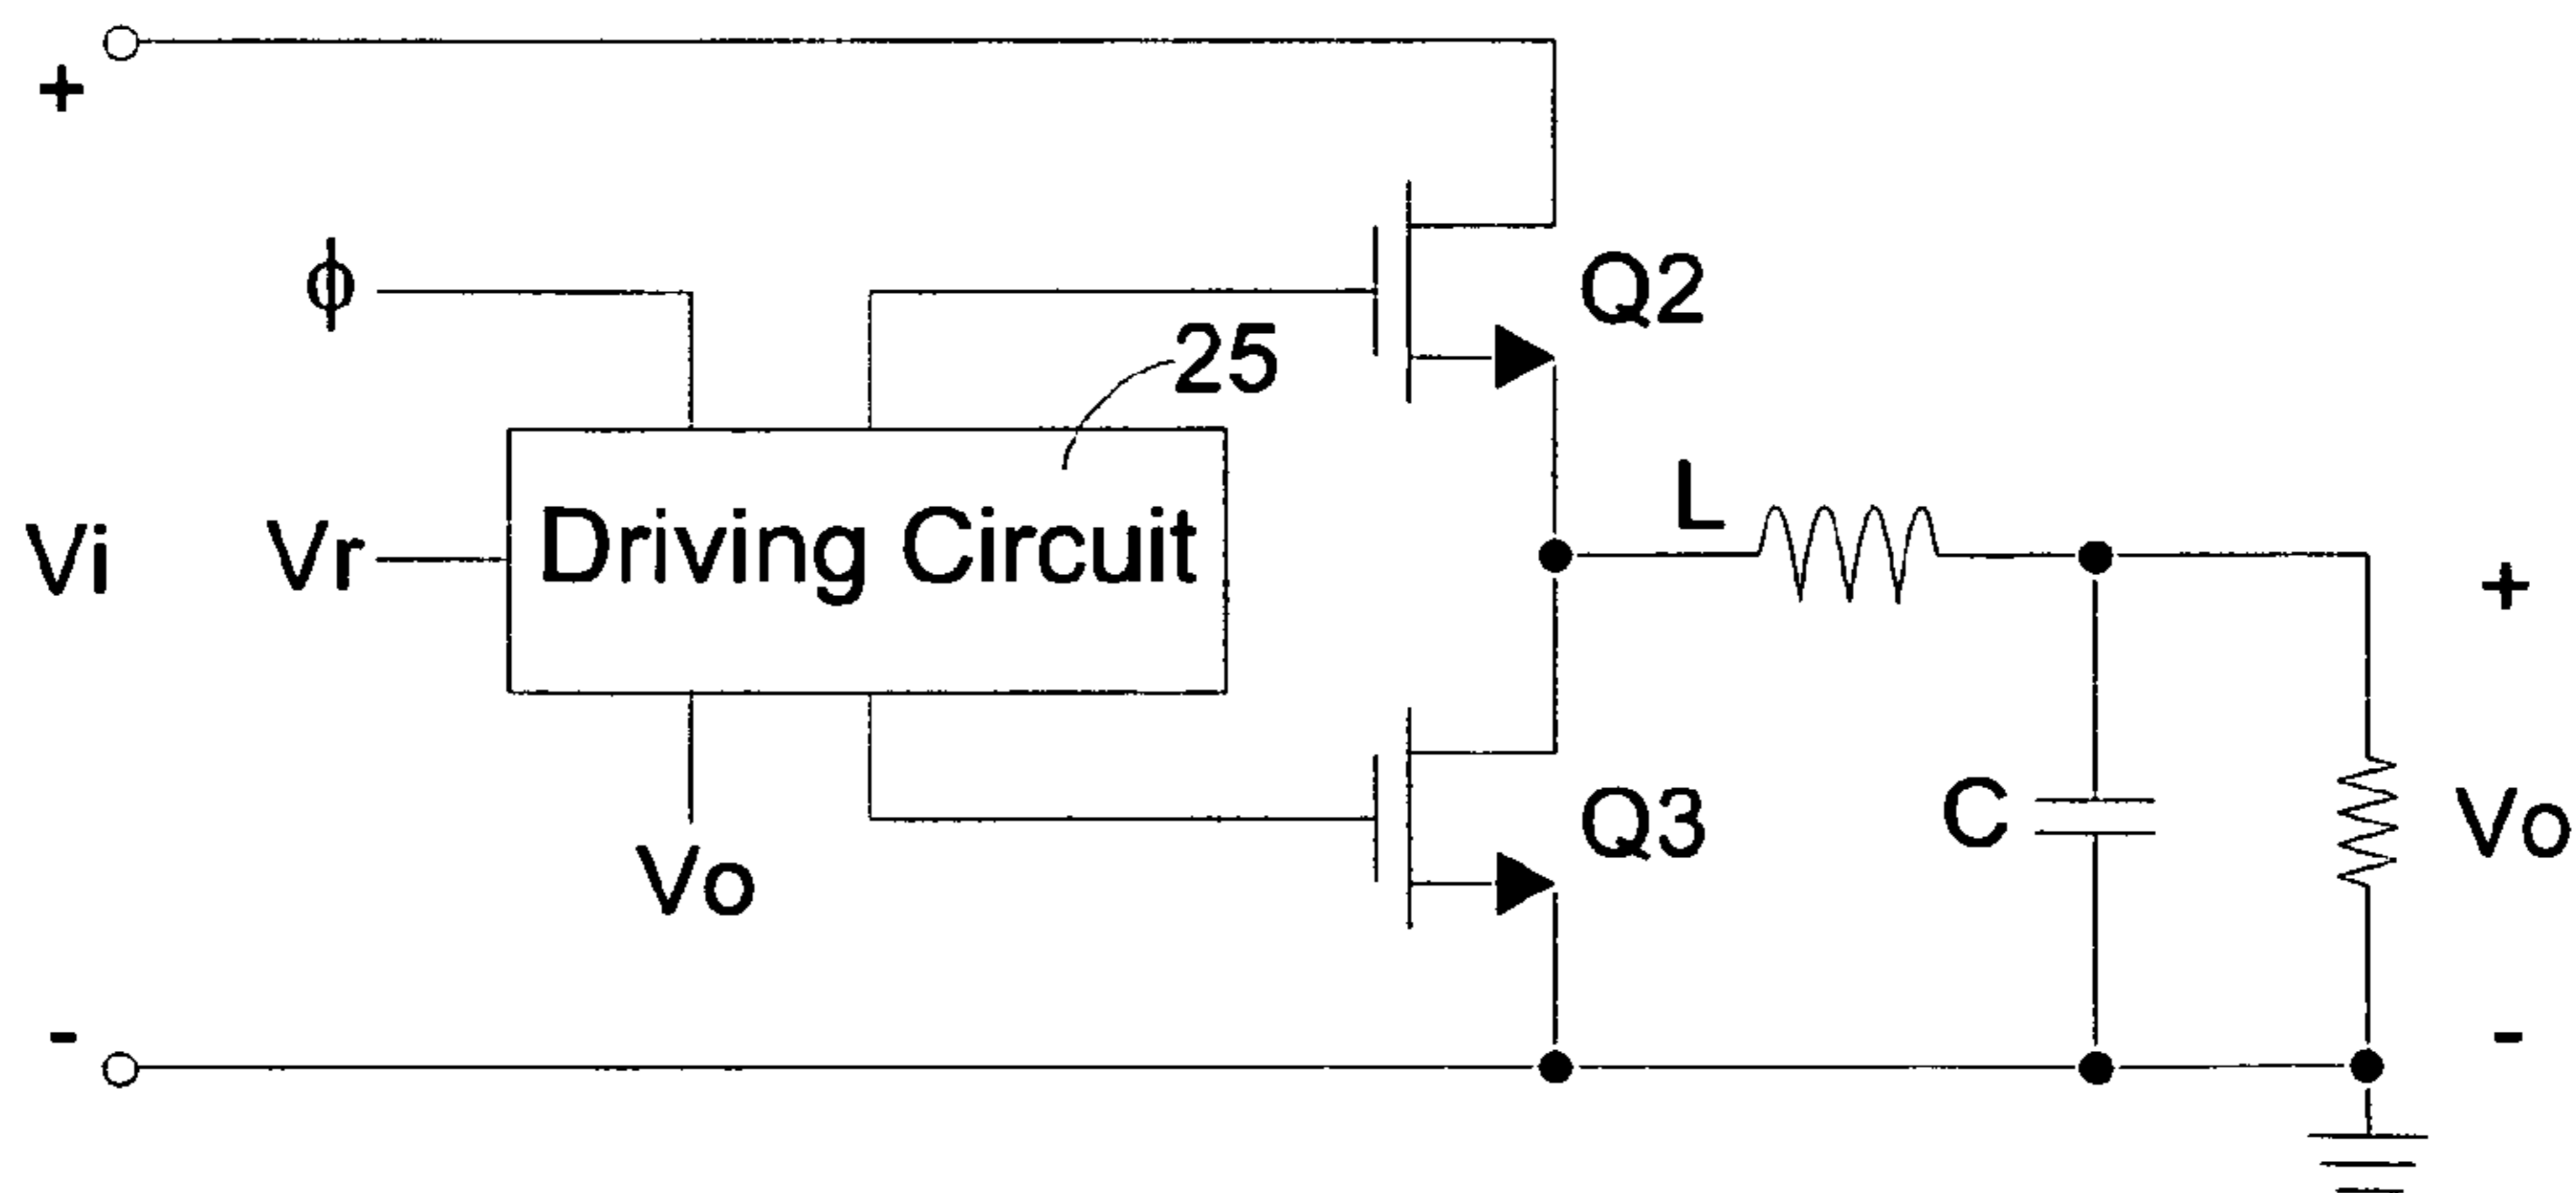 +
ϕ
Q2
25
L
Vi
Vr
Driving Circuit
+
C
Q3
Vo
Vo
-
-